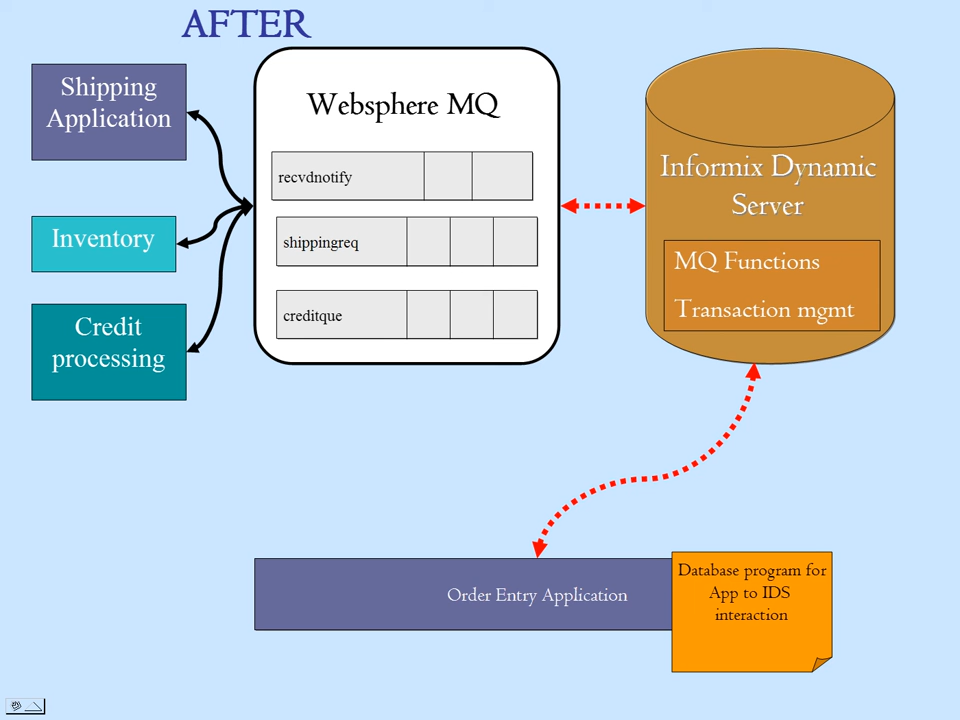 AFTER
Shipping
Application
Inventory
Credit
processing
Websphere MQ
recvdnotify
shippingreq
creditque
Informix Dynamic
Server
MQ Functions
Transaction mgmt
Order Entry Application
Database program for
App to IDS
interaction